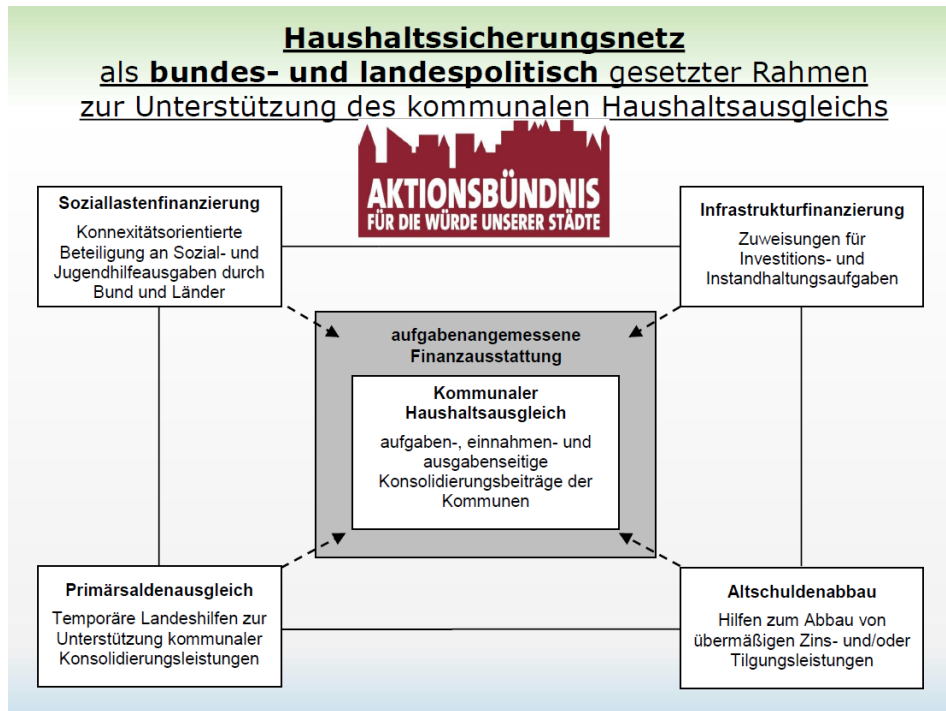 Haushaltssicherungsnetz
als bundes- und landespolitisch gesetzter Rahmen
zur Unterstützung des kommunalen Haushaltsausgleichs
AKTIONSBÜNDNIS
FÜR DIE WÜRDE UNSERER STÄDTE
Soziallastenfinanzierung
Konnexitätsorientierte
Beteiligung an Sozial- und
Jugendhilfeausgaben durch
Bund und Länder
Infrastrukturfinanzierung
Zuweisungen für
Investitions- und
Instandhaltungsaufgaben
aufgabenangemessene
Finanzausstattung
Kommunaler
Haushaltsausgleich
aufgaben-, einnahmen- und
ausgabenseitige
Konsolidierungsbeiträge der
Kommunen
Primärsaldenausgleich
Temporäre Landeshilfen zur
Unterstützung kommunaler
Konsolidierungsleistungen
Altschuldenabbau
Hilfen zum Abbau von
übermäßigen Zins- und/oder
Tilgungsleistungen